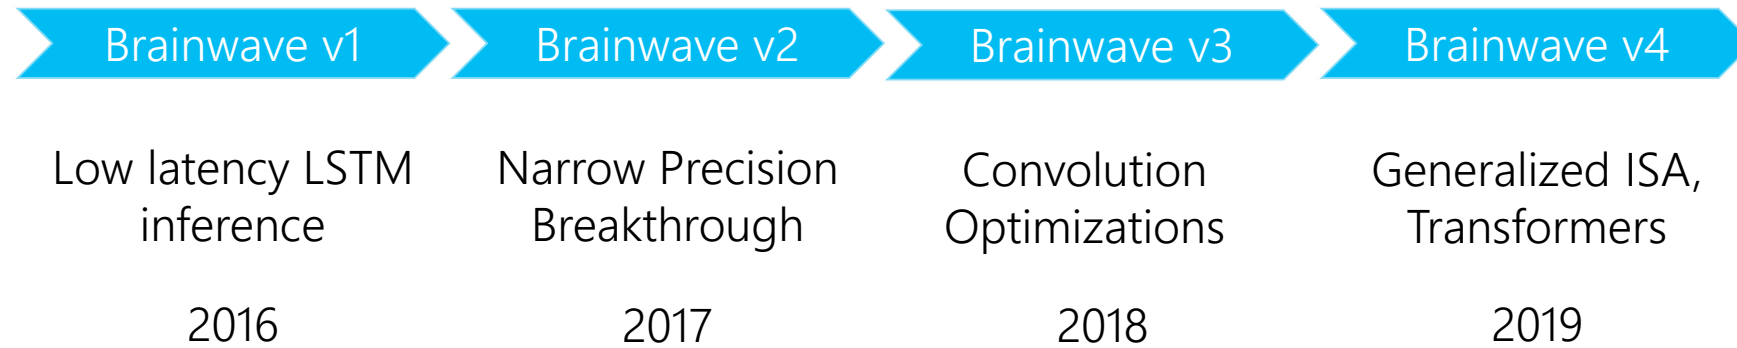 Brainwave v1
Brainwave v2
Brainwave v3
Brainwave v4
Low latency LSTM
inference
Narrow Precision
Breakthrough
Convolution
Optimizations
Generalized ISA,
Transformers
2016
2017
2018
2019